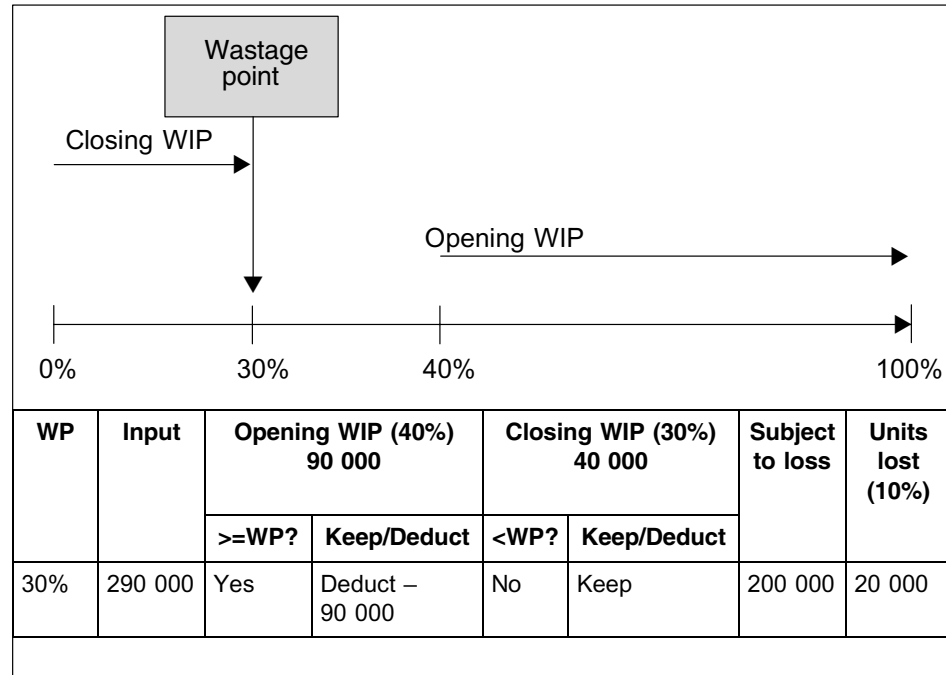 Wastage
point
Closing WIP
Opening WIP
0%
30%
40%
100%
WP
Input
Opening WIP (40%)
90 000
Closing WIP (30%)
40 000
Subject
to loss
Units
lost
(10%)
>=WP?
Keep/Deduct
<WP?
Keep/Deduct
30%
290 000
Yes
Deduct –
90 000
No
Keep
200 000
20 000